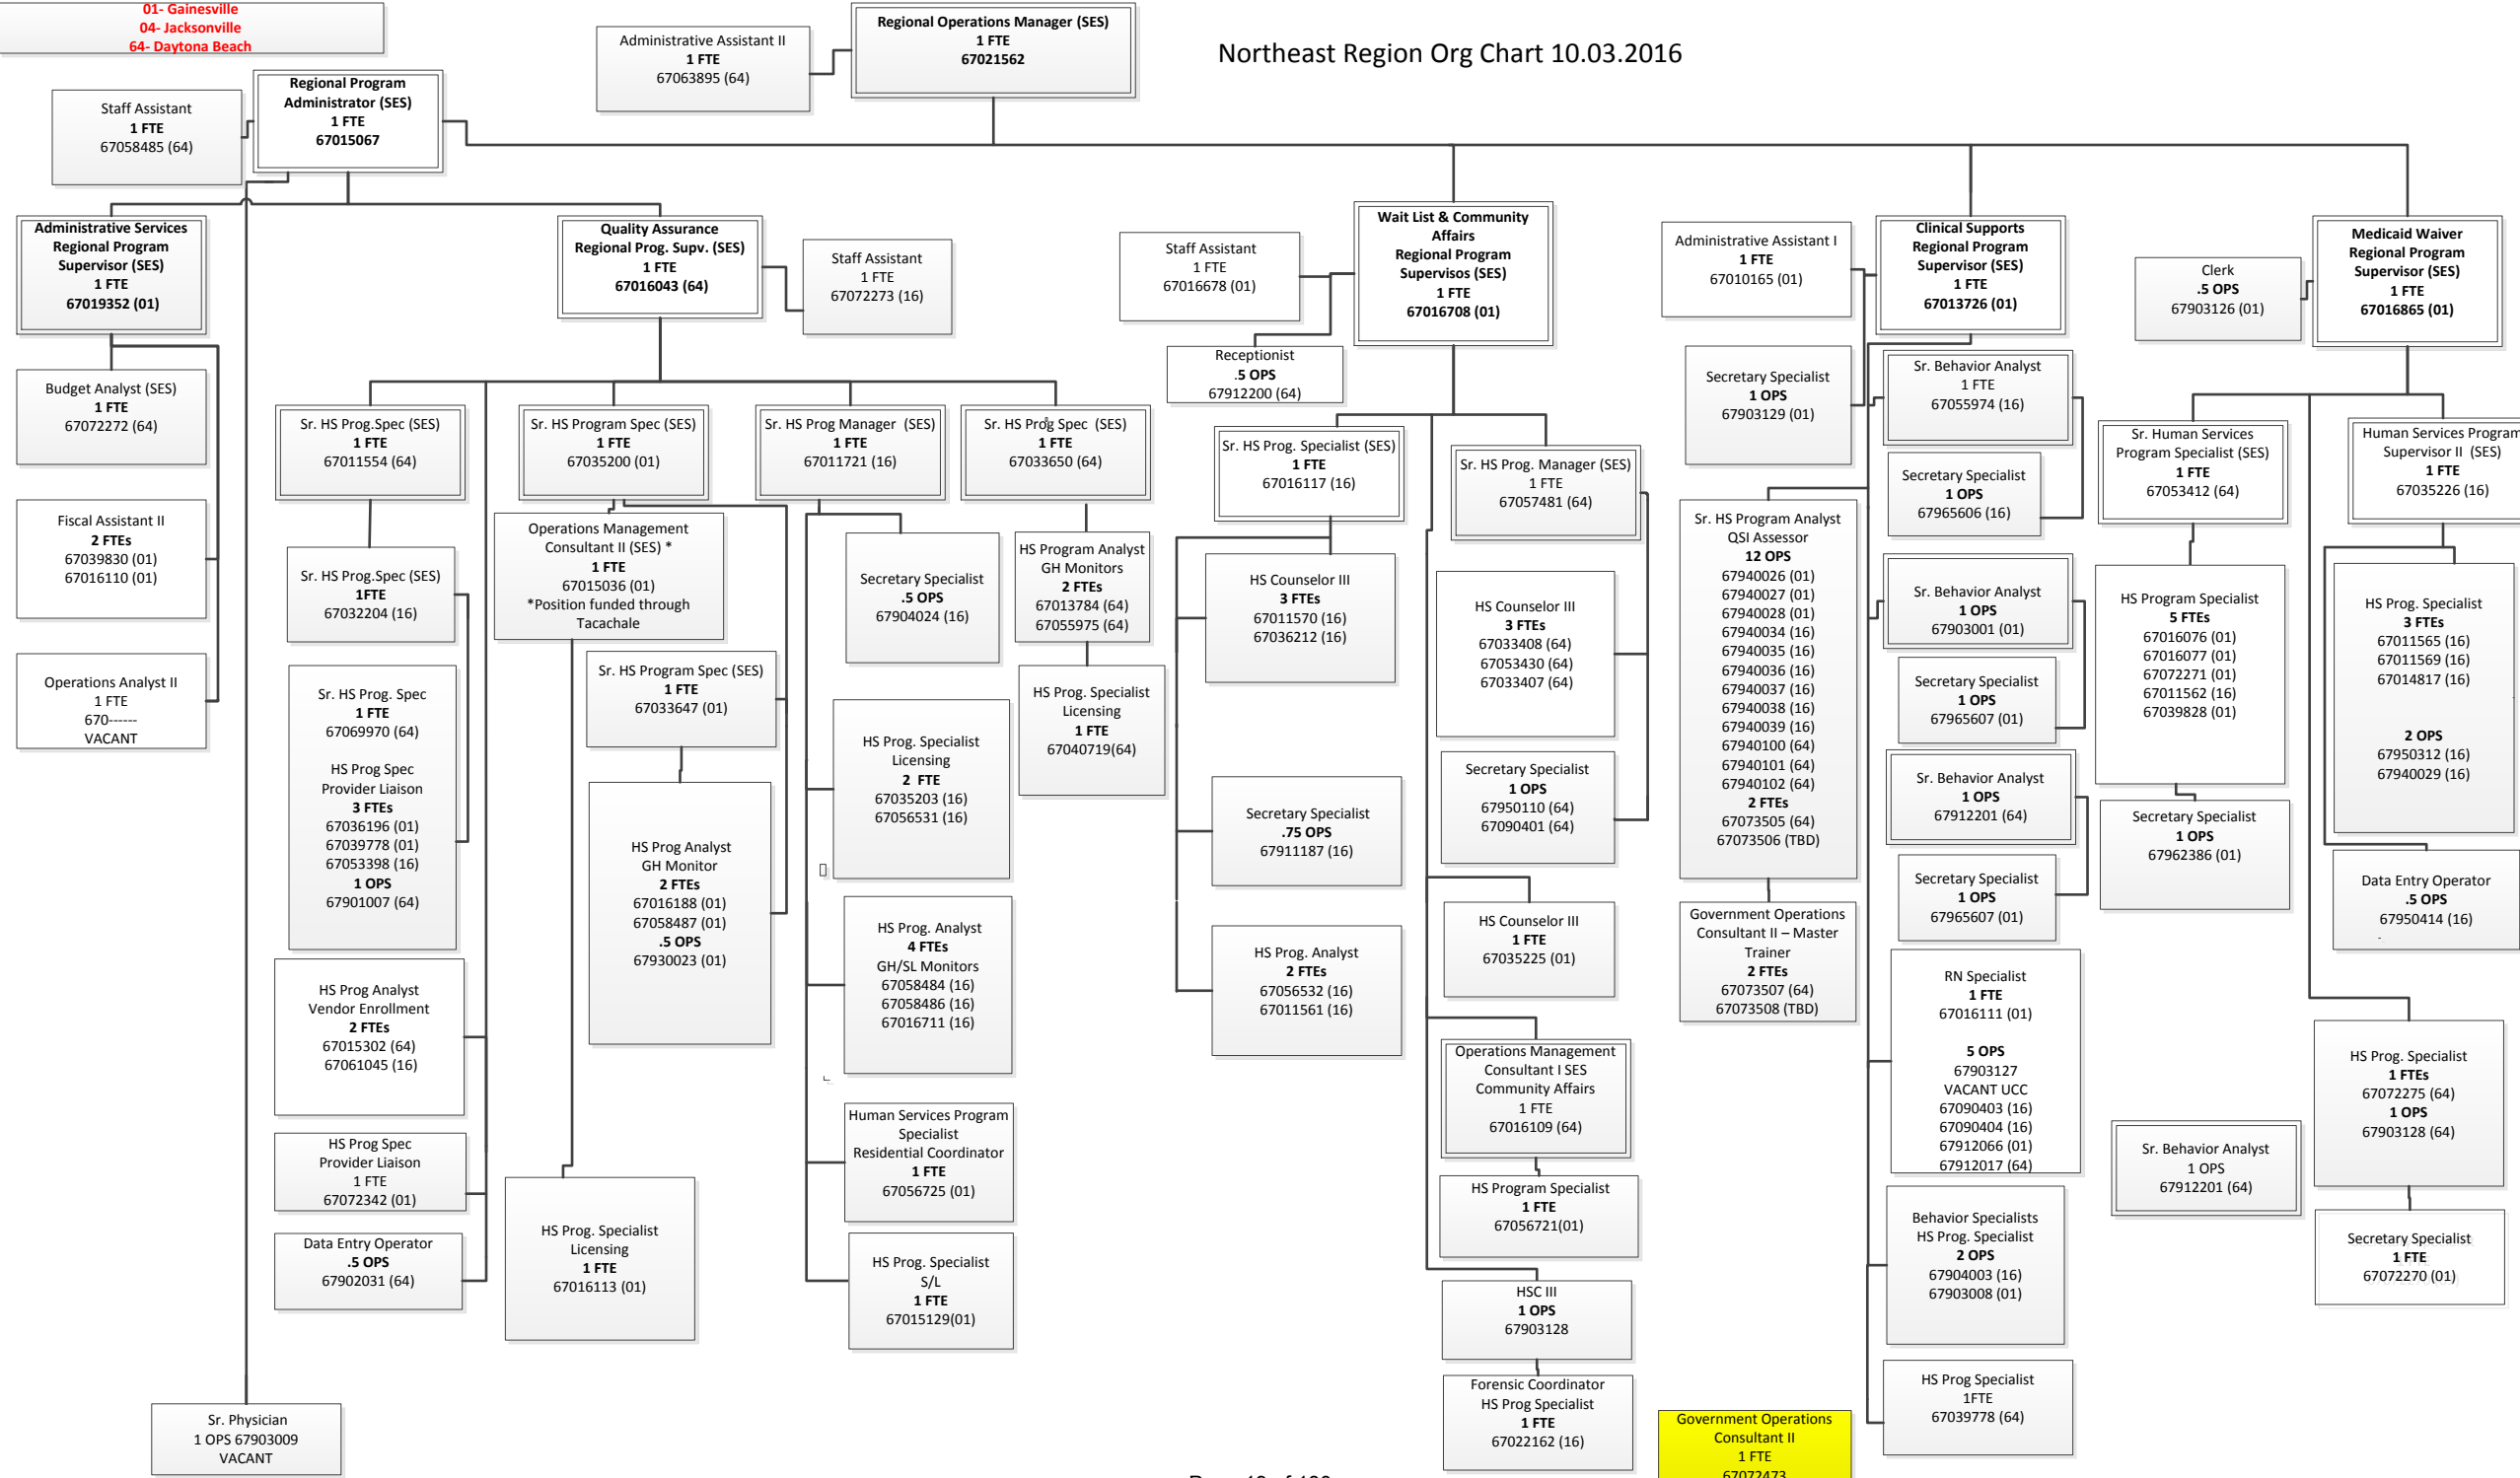 01- Gainesville
04- Jacksonville
64- Daytona Beach
Administrative Assistant II
1 FTE
67063895 (64)
Regional Operations Manager (SES)
1 FTE
67021562
Northeast Region Org Chart 10.03.2016
Staff Assistant
1 FTE
67058485 (64)
Regional Program
Administrator (SES)
1 FTE
67015067
Administrative Services
Regional Program
Supervisor (SES)
1 FTE
67019352 (01)
Budget Analyst (SES)
1 FTE
67072272 (64)
Fiscal Assistant II
2 FTEs
67039830 (01)
67016110 (01)
Operations Analyst II
1 FTE
670------
VACANT
Sr. Physician
1 OPS 67903009
VACANT
Quality Assurance
Regional Prog. Supv. (SES)
1 FTE
67016043 (64)
Staff Assistant
1 FTE
67072273 (16)
Sr. HS Prog.Spec (SES)
1 FTE
67011554 (64)
Sr. HS Prog.Spec (SES)
1FTE
67032204 (16)
Sr. HS Prog. Spec
1 FTE
67069970 (64)
HS Prog Spec
Provider Liaison
3 FTEs
67036196 (01)
67039778 (01)
67053398 (16)
1 OPS
67901007 (64)
HS Prog Analyst
Vendor Enrollment
2 FTEs
67015302 (64)
67061045 (16)
HS Prog Spec
Provider Liaison
1 FTE
67072342 (01)
Data Entry Operator
.5 OPS
67902031 (64)
Sr. HS Program Spec (SES)
1 FTE
67035200 (01)
Operations Management
Consultant II (SES) *
1 FTE
67015036 (01)
*Position funded through
Tacachale
Sr. HS Program Spec (SES)
1 FTE
67033647 (01)
HS Prog Analyst
GH Monitor
2 FTEs
67016188 (01)
67058487 (01)
.5 OPS
67930023 (01)
HS Prog. Specialist
Licensing
1 FTE
67016113 (01)
Sr. HS Prog Manager (SES)
1 FTE
67011721 (16)
Secretary Specialist
.5 OPS
67904024 (16)
HS Prog. Specialist
Licensing
2 FTE
67035203 (16)
67056531 (16)
HS Prog. Analyst
4 FTEs
GH/SL Monitors
67058484 (16)
67058486 (16)
67016711 (16)
Human Services Program
Specialist
Residential Coordinator
1 FTE
67056725 (01)
HS Prog. Specialist
S/L
1 FTE
67015129(01)
Sr. HS Prog Spec (SES)
1 FTE
67033650 (64)
HS Program Analyst
GH Monitors
2 FTEs
67013784 (64)
67055975 (64)
HS Prog. Specialist
Licensing
1 FTE
67040719(64)
Wait List & Community
Affairs
Regional Program
Supervisos (SES)
1 FTE
67016708 (01)
Staff Assistant
1 FTE
67016678 (01)
Receptionist
.5 OPS
67912200 (64)
Sr. HS Prog. Specialist (SES)
1 FTE
67016117 (16)
HS Counselor III
3 FTEs
67011570 (16)
67036212 (16)
Secretary Specialist
.75 OPS
67911187 (16)
HS Prog. Analyst
2 FTEs
67056532 (16)
67011561 (16)
Sr. HS Prog. Manager (SES)
1 FTE
67057481 (64)
HS Counselor III
3 FTEs
67033408 (64)
67053430 (64)
67033407 (64)
Secretary Specialist
1 OPS
67950110 (64)
67090401 (64)
HS Counselor III
1 FTE
67035225 (01)
Operations Management
Consultant I SES
Community Affairs
1 FTE
67016109 (64)
HS Program Specialist
1 FTE
67056721(01)
HSC III
1 OPS
67903128
Forensic Coordinator
HS Prog Specialist
1 FTE
67022162 (16)
Clinical Supports
Regional Program
Supervisor (SES)
1 FTE
67013726 (01)
Administrative Assistant I
1 FTE
67010165 (01)
Secretary Specialist
1 OPS
67903129 (01)
Sr. HS Program Analyst
QSI Assessor
12 OPS
67940026 (01)
67940027 (01)
67940028 (01)
67940034 (16)
67940035 (16)
67940036 (16)
67940037 (16)
67940038 (16)
67940039 (16)
67940100 (64)
67940101 (64)
67940102 (64)
2 FTEs
67073505 (64)
67073506 (TBD)
Government Operations
Consultant II – Master
Trainer
2 FTEs
67073507 (64)
67073508 (TBD)
Government Operations
Consultant II
1 FTE
67072473
Sr. Behavior Analyst
1 FTE
67055974 (16)
Secretary Specialist
1 OPS
67965606 (16)
Sr. Behavior Analyst
1 OPS
67903001 (01)
Secretary Specialist
1 OPS
67965607 (01)
Sr. Behavior Analyst
1 OPS
67912201 (64)
Secretary Specialist
1 OPS
67965607 (01)
RN Specialist
1 FTE
67016111 (01)
5 OPS
67903127
VACANT UCC
67090403 (16)
67090404 (16)
67912066 (01)
67912017 (64)
Behavior Specialists
HS Prog. Specialist
2 OPS
67904003 (16)
67903008 (01)
HS Prog Specialist
1FTE
67039778 (64)
Medicaid Waiver
Regional Program
Supervisor (SES)
1 FTE
67016865 (01)
Clerk
.5 OPS
67903126 (01)
Sr. Human Services
Program Specialist (SES)
1 FTE
67053412 (64)
HS Program Specialist
5 FTEs
67016076 (01)
67016077 (01)
67072271 (01)
67011562 (16)
67039828 (01)
Secretary Specialist
1 OPS
67962386 (01)
Sr. Behavior Analyst
1 OPS
67912201 (64)
Human Services Program
Supervisor II (SES)
1 FTE
67035226 (16)
HS Prog. Specialist
3 FTEs
67011565 (16)
67011569 (16)
67014817 (16)
2 OPS
67950312 (16)
67940029 (16)
Data Entry Operator
.5 OPS
67950414 (16)
HS Prog. Specialist
1 FTEs
67072275 (64)
1 OPS
67903128 (64)
Secretary Specialist
1 FTE
67072270 (01)